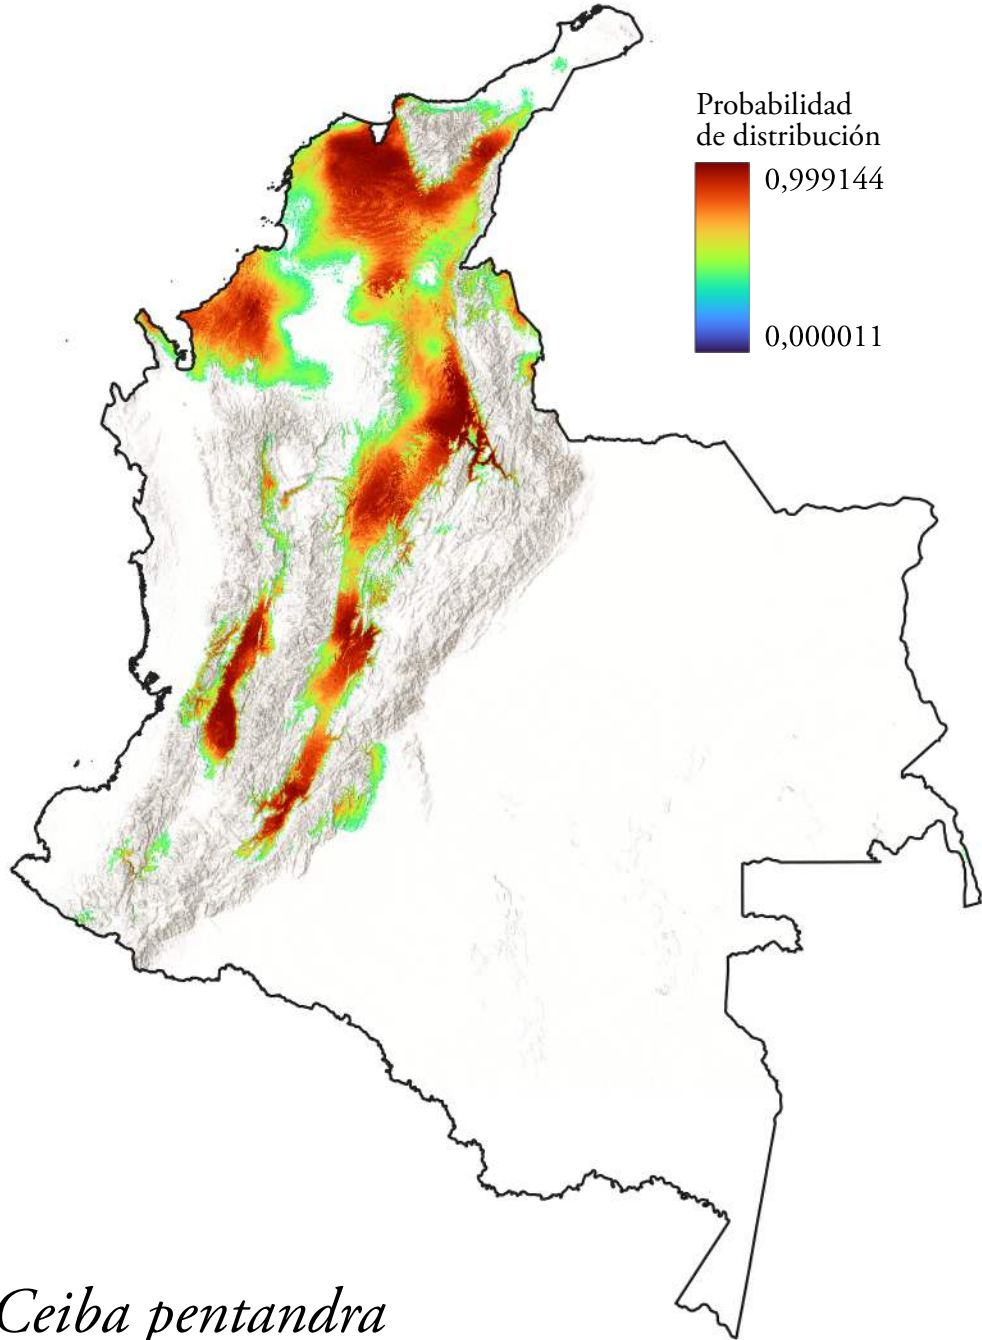 Probabilidad
de distribución
0,999144
0,000011
Ceiba pentandra